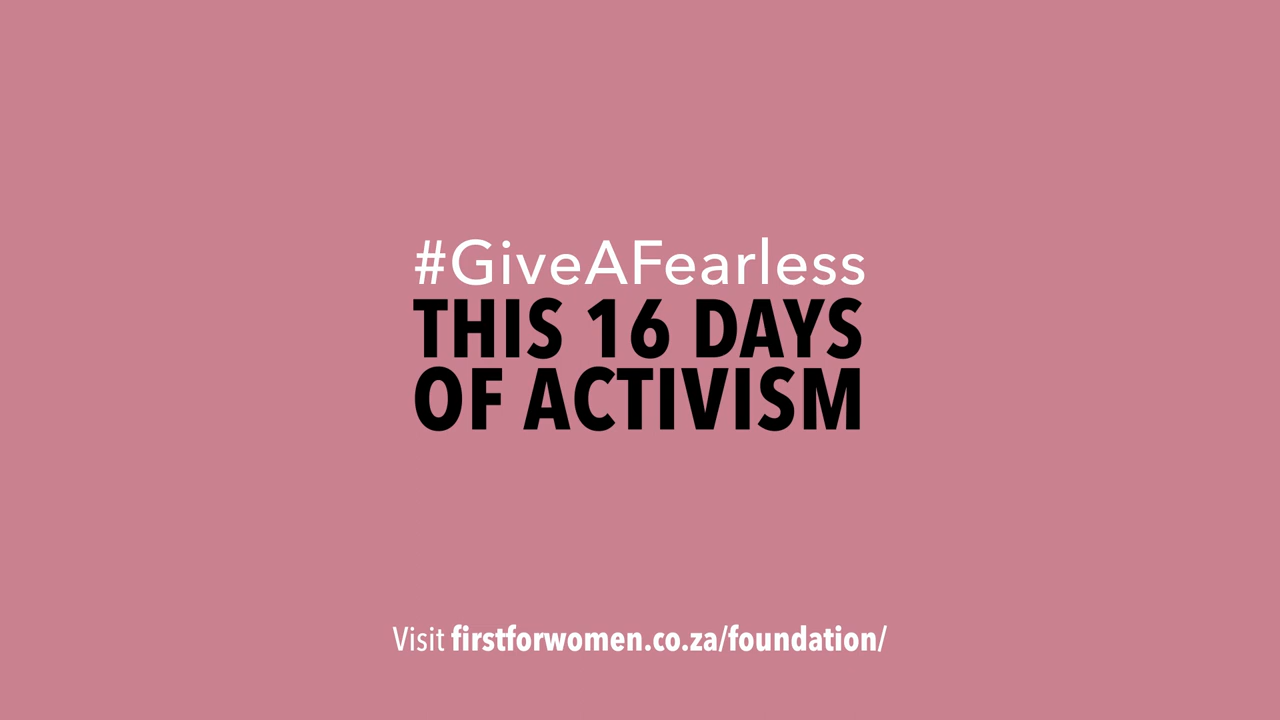 #GiveAFearless
THIS 16 DAYS
OF ACTIVISM
Visit firstforwomen.co.za/foundation/